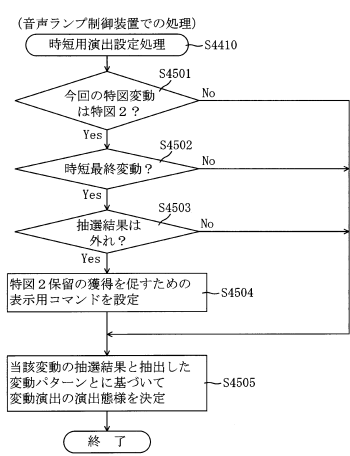 (音声ランプ制御装置での処理)
時短用演出設定処理
S4410
S4501
今回の特図変動
は特図2?
No
Yes
S4502
時短最終変動?
No
Yes
S4503
抽選結果は
外れ?
No
Yes
特図2保留の獲得を促すための
表示用コマンドを設定
S4504
当該変動の抽選結果と抽出した
変動パターンとに基づいて
変動演出の演出態様を決定
S4505
終 了